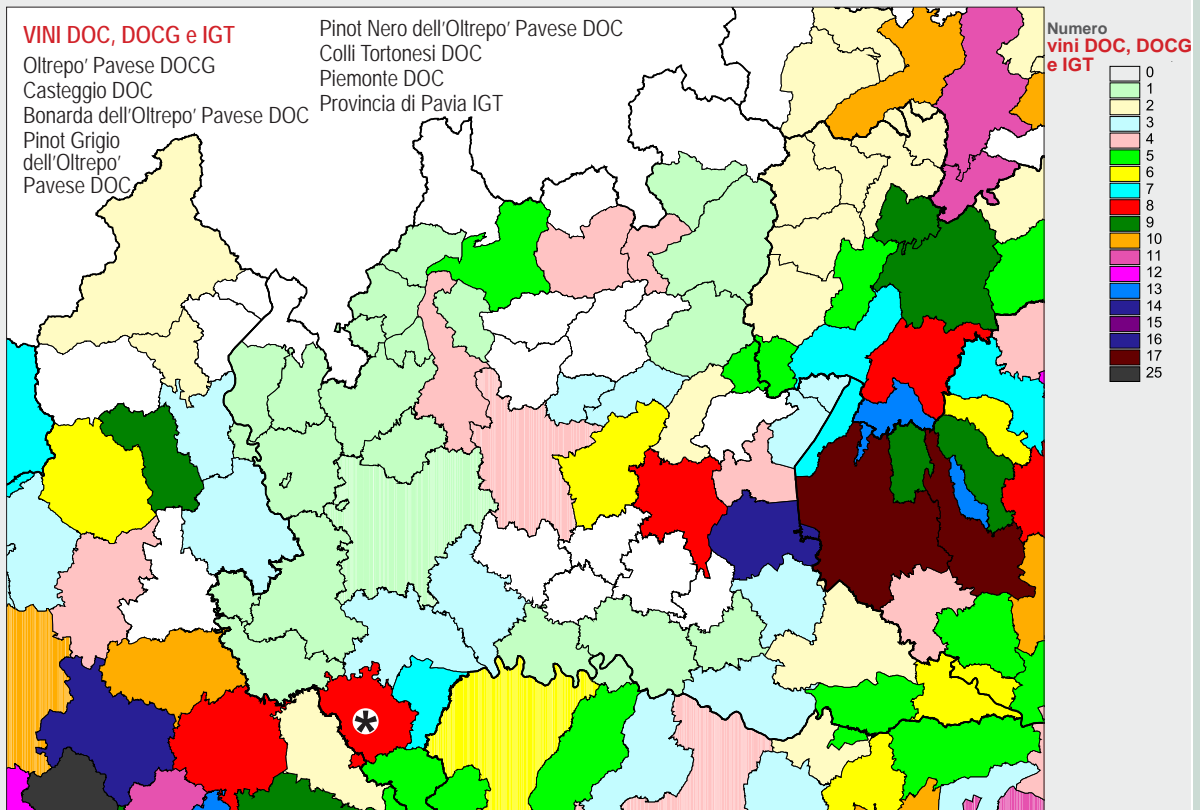 VINI DOC, DOCG e IGT
Oltrepo' Pavese DOCG
Casteggio DOC
Bonarda dell'Oltrepo' Pavese DOC
Pinot Grigio
dell'Oltrepo'
Pavese DOC
Pinot Nero dell'Oltrepo' Pavese DOC
Colli Tortonesi DOC
Piemonte DOC
Provincia di Pavia IGT
Numero
vini DOC, DOCG
e IGT
0
1
2
3
4
5
6
7
8
9
10
11
12
13
14
15
16
17
25
*